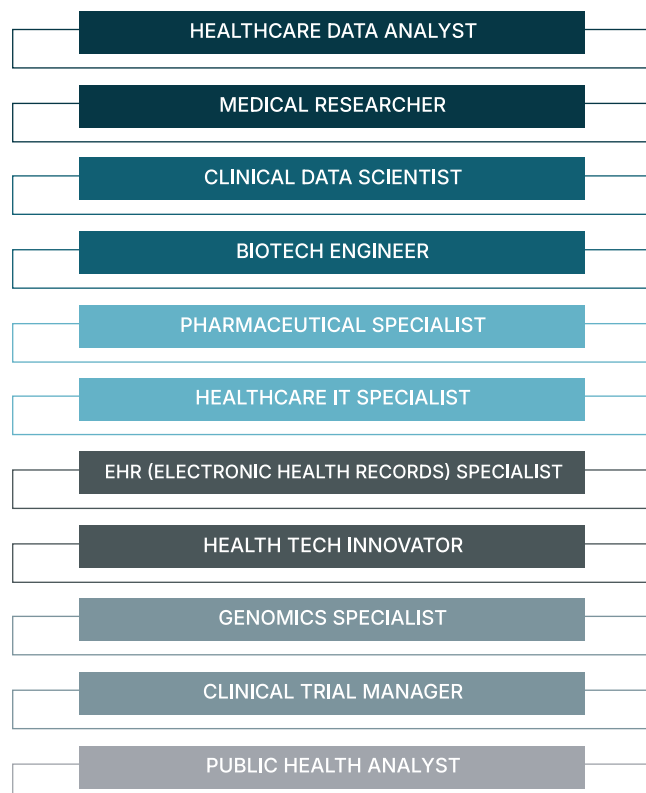 HEALTHCARE DATA ANALYST
MEDICAL RESEARCHER
CLINICAL DATA SCIENTIST
BIOTECH ENGINEER
PHARMACEUTICAL SPECIALIST
HEALTHCARE IT SPECIALIST
EHR (ELECTRONIC HEALTH RECORDS) SPECIALIST
HEALTH TECH INNOVATOR
GENOMICS SPECIALIST
CLINICAL TRIAL MANAGER
PUBLIC HEALTH ANALYST